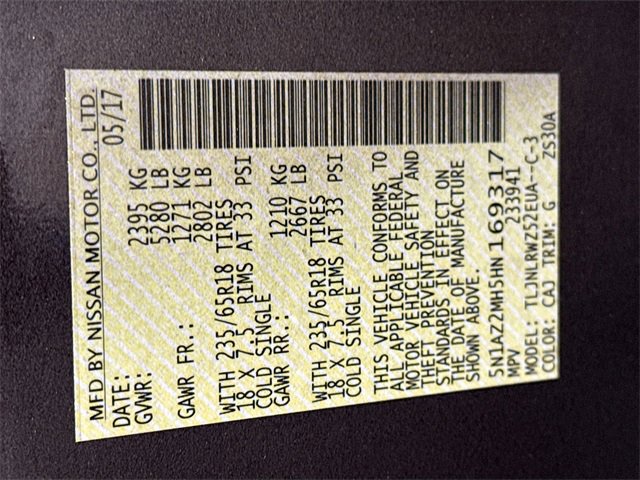 MFD BY NISSAN MOTOR CO., LTD.
DATE: 05/17
GVWR: 2395 KG
5280 LB
GAWR FR.: 1271 KG
2802 LB
WITH 235/65R18 TIRES
18 X 7.5 RIMS AT 33 PSI
COLD SINGLE
GAWR RR.: 1210 KG
2667 LB
WITH 235/65R18 TIRES
18 X 7.5 RIMS AT 33 PSI
COLD SINGLE
THIS VEHICLE CONFORMS TO
ALL APPLICABLE FEDERAL
MOTOR VEHICLE SAFETY AND
THEFT PREVENTION
STANDARDS IN EFFECT ON
THE DATE OF MANUFACTURE
SHOWN ABOVE.
5N1AZ2MH5HN169317
MPV 233941
MODEL: TLJNLRWZ52EUA--C-3
COLOR: CAJ TRIM: G ZS30A